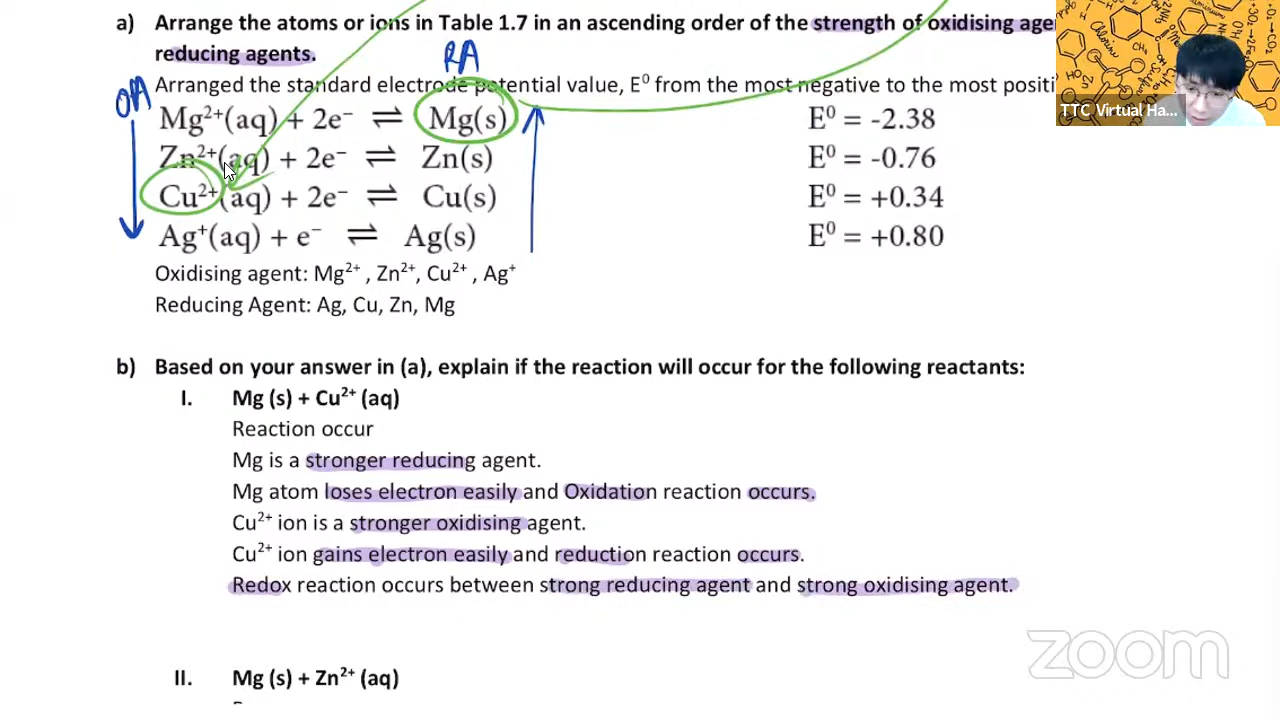 a) Arrange the atoms or ions in Table 1.7 in an ascending order of the strength of oxidising age
reducing agents.
RA
Arranged the standard electrode potential value, E⁰ from the most negative to the most positi
OA
Mg²⁺(aq) + 2e⁻ ⇌ Mg(s) E⁰ = -2.38
Zn²⁺(aq) + 2e⁻ ⇌ Zn(s) E⁰ = -0.76
Cu²⁺(aq) + 2e⁻ ⇌ Cu(s) E⁰ = +0.34
Ag⁺(aq) + e⁻ ⇌ Ag(s) E⁰ = +0.80
Oxidising agent: Mg²⁺ , Zn²⁺, Cu²⁺ , Ag⁺
Reducing Agent: Ag, Cu, Zn, Mg
b) Based on your answer in (a), explain if the reaction will occur for the following reactants:
I. Mg (s) + Cu²⁺ (aq)
Reaction occur
Mg is a stronger reducing agent.
Mg atom loses electron easily and Oxidation reaction occurs.
Cu²⁺ ion is a stronger oxidising agent.
Cu²⁺ ion gains electron easily and reduction reaction occurs.
Redox reaction occurs between strong reducing agent and strong oxidising agent.
II. Mg (s) + Zn²⁺ (aq)
TTC Virtual Ha...
zoom